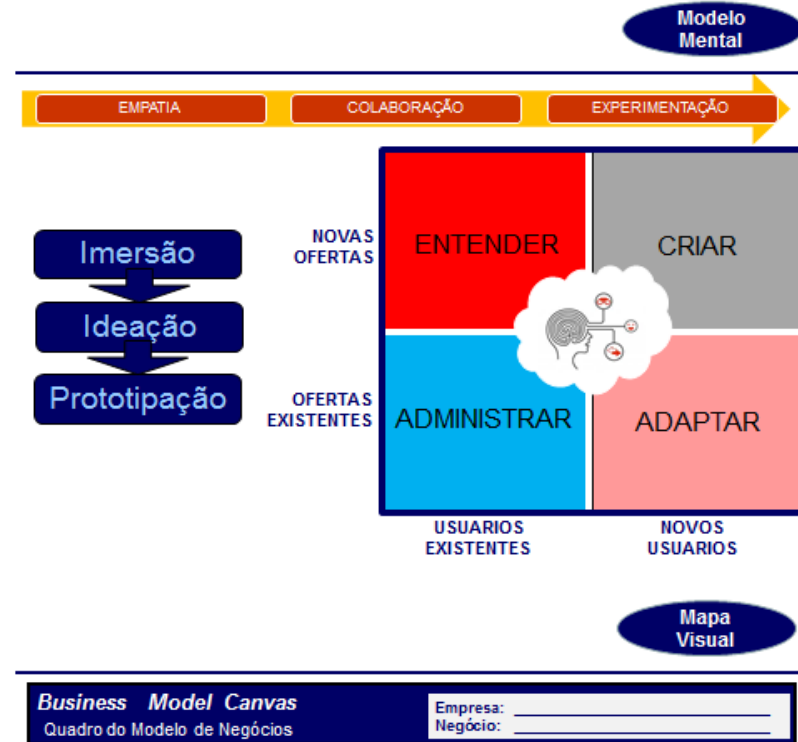 Modelo
Mental
EMPATIA
COLABORAÇÃO
EXPERIMENTAÇÃO
Imersão
Ideação
Prototipação
NOVAS
OFERTAS
ENTENDER
CRIAR
OFERTAS
EXISTENTES
ADMINISTRAR
ADAPTAR
USUARIOS
EXISTENTES
NOVOS
USUARIOS
Mapa
Visual
Business Model Canvas
Quadro do Modelo de Negócios
Empresa:
Negócio: